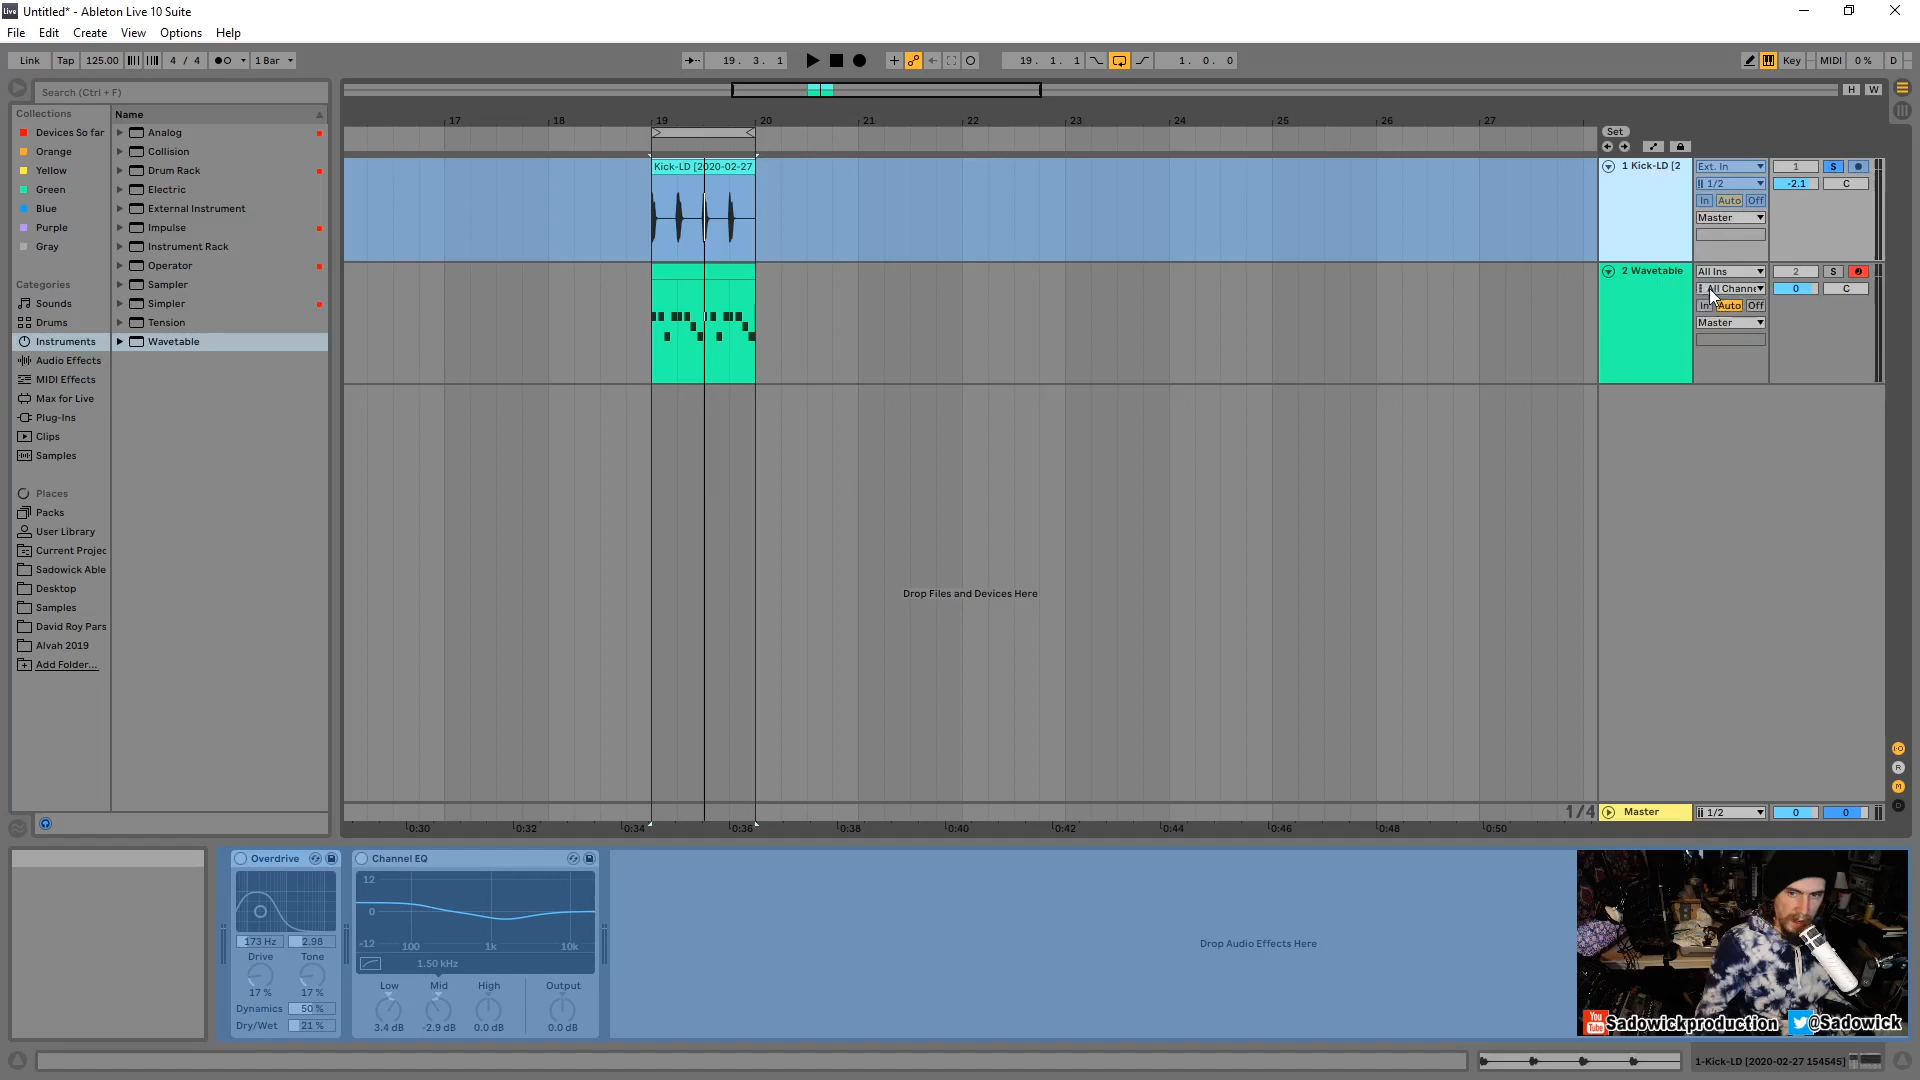 Untitled* - Ableton Live 10 Suite
File Edit Create View Options Help
Link Tap 125.00 4 / 4 1 Bar 19. 3. 1 19. 1. 1 1. 0. 0 Key MIDI 0 % D
Search (Ctrl + F)
H W
Collections
Devices So far
Orange
Yellow
Green
Blue
Purple
Gray
Categories
Sounds
Drums
Instruments
Audio Effects
MIDI Effects
Max for Live
Plug-Ins
Clips
Samples
Places
Packs
User Library
Current Projec
Sadowick Able
Desktop
Samples
David Roy Pars
Alvah 2019
Add Folder...
Name
Analog
Collision
Drum Rack
Electric
External Instrument
Impulse
Instrument Rack
Operator
Sampler
Simpler
Tension
Wavetable
17 18 19 20 21 22 23 24 25 26 27
Set
Kick-LD [2020-02-27
1 Kick-LD [2 Ext. In 1 S
1/2 -2.1 C
In Auto Off
Master
2 Wavetable All Ins 2 S
All Channe 0 C
In Auto Off
Master
Drop Files and Devices Here
1/4 Master 1/2 0 0
0:30 0:32 0:34 0:36 0:38 0:40 0:42 0:44 0:46 0:48 0:50
I·O
R
M
D
Overdrive
173 Hz 2.98
Drive Tone
17 % 17 %
Dynamics 50 %
Dry/Wet 21 %
Channel EQ
12
0
-12 100 1k 10k
1.50 kHz
Low Mid High Output
3.4 dB -2.9 dB 0.0 dB 0.0 dB
Drop Audio Effects Here
You Tube Sadowickproduction @Sadowick
1-Kick-LD [2020-02-27 154545]